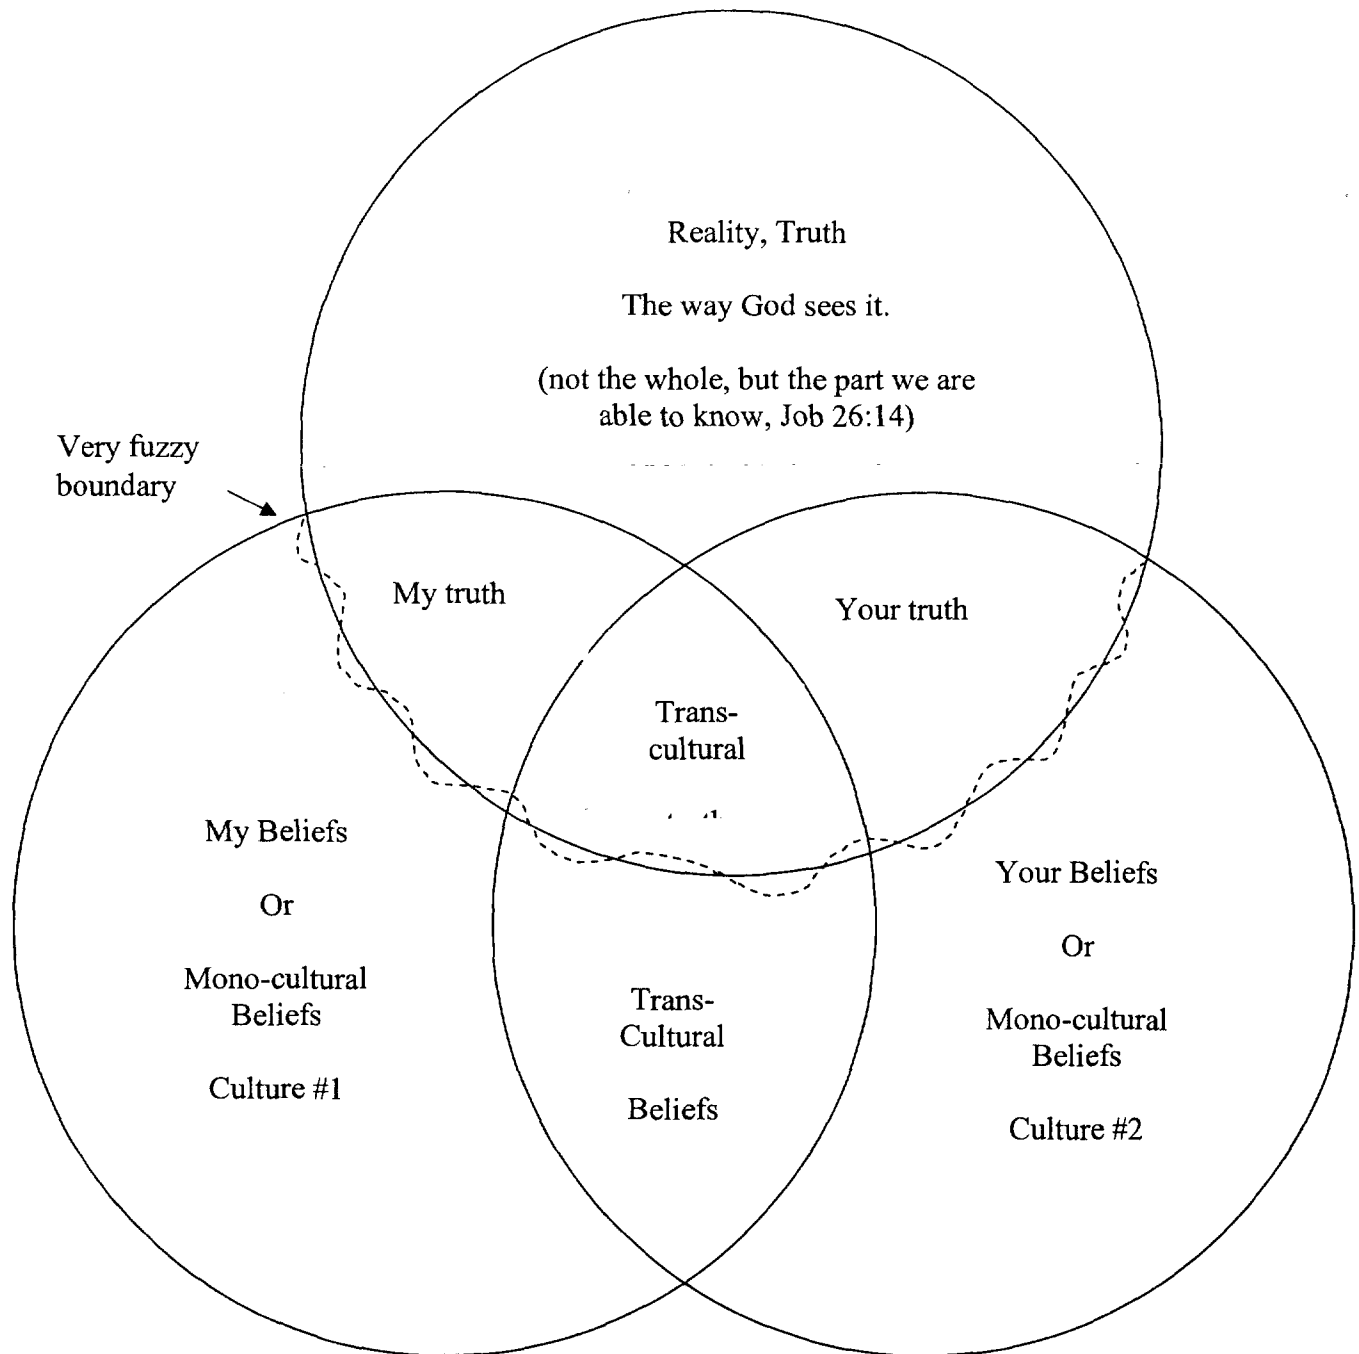 Reality, Truth
The way God sees it.
(not the whole, but the part we are
able to know, Job 26:14)
Very fuzzy
boundary
My truth
Your truth
Trans-
cultural
My Beliefs
Or
Mono-cultural
Beliefs
Culture #1
Trans-
Cultural
Beliefs
Your Beliefs
Or
Mono-cultural
Beliefs
Culture #2